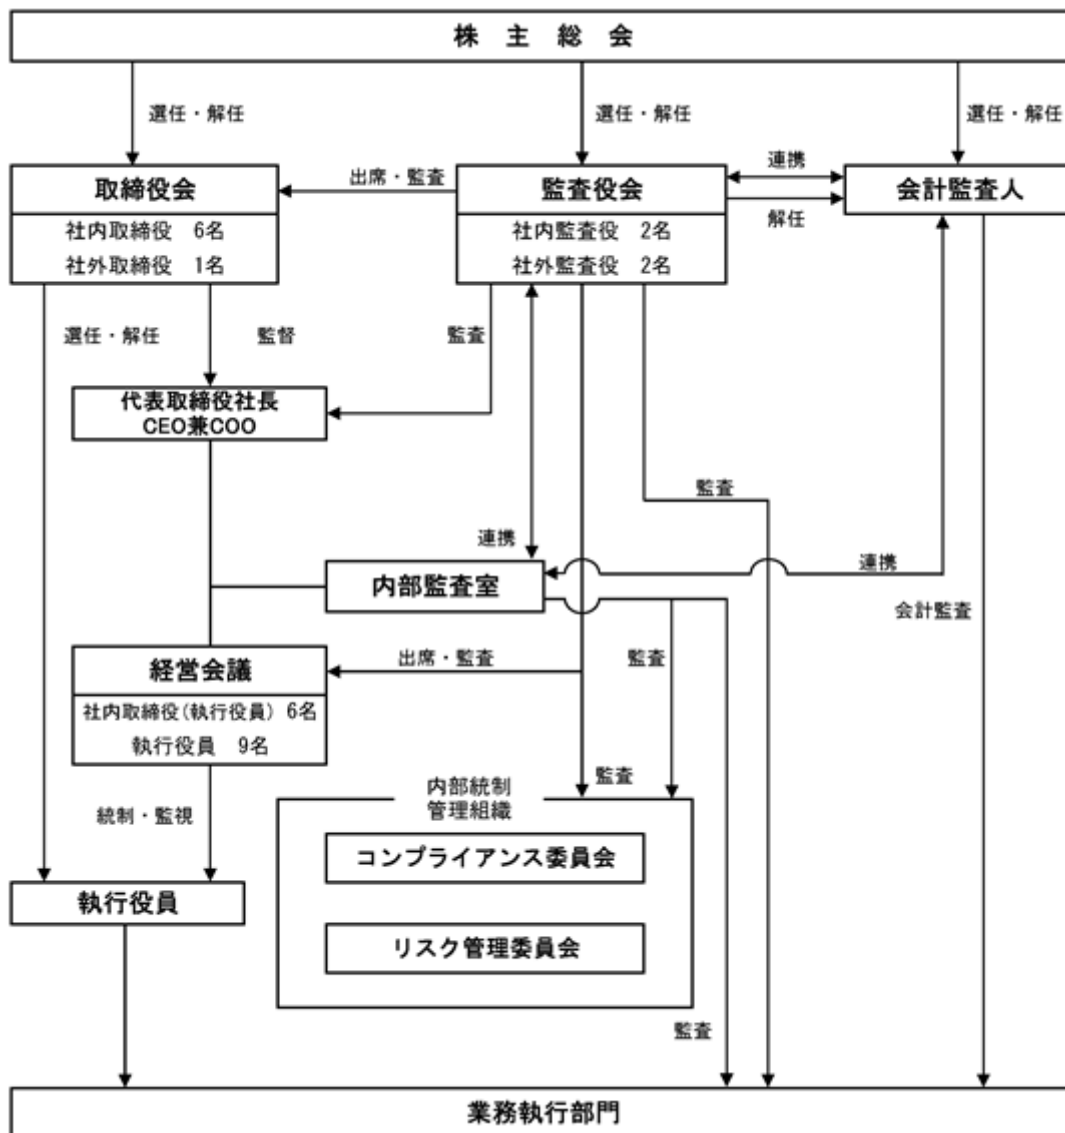 株主総会
選任・解任
選任・解任
選任・解任
取締役会
社内取締役 6名
社外取締役 1名
出席・監査
監査役会
社内監査役 2名
社外監査役 2名
連携
解任
会計監査人
選任・解任
監督
監査
代表取締役社長
CEO兼COO
監査
連携
内部監査室
連携
会計監査
経営会議
社内取締役(執行役員) 6名
執行役員 9名
出席・監査
監査
統制・監視
監査
内部統制
管理組織
コンプライアンス委員会
リスク管理委員会
執行役員
監査
業務執行部門